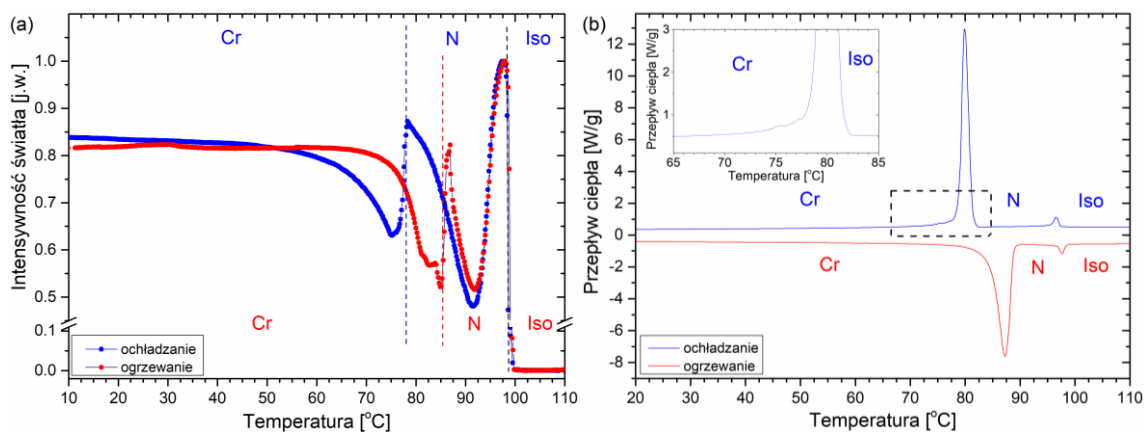 (a)
Cr
N
Iso
Intensywność światła [j.w.]
1.0
0.9
0.8
0.7
0.6
0.5
0.1
0.0
Cr
N
Iso
ochładzanie
ogrzewanie
10 20 30 40 50 60 70 80 90 100 110
Temperatura [°C]
(b)
Przepływ ciepła [W/g]
12
10
8
6
4
2
0
-2
-4
-6
-8
3
2
1
Przepływ ciepła [W/g]
Cr
Iso
65 70 75 80 85
Temperatura [°C]
Cr
N
Iso
Cr
N
Iso
ochładzanie
ogrzewanie
20 30 40 50 60 70 80 90 100 110
Temperatura [°C]